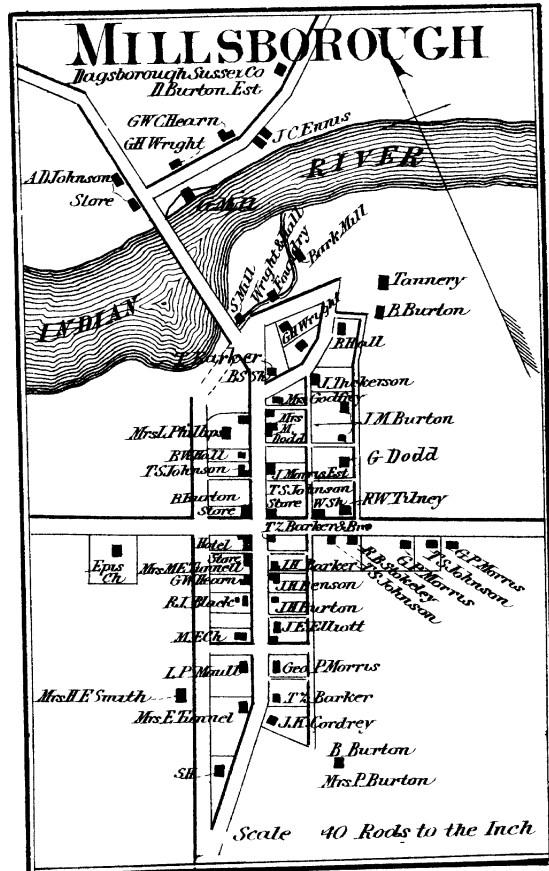 MILLSBOROUGH
Dagsborough Sussex Co
D. Burton Est.
G W C Hearn
G H Wright
J C Ennis
RIVER
A D Johnson
Store
G. Mill
INDIAN
S. Mill
Wright & Hall
Foundry
Bark Mill
Tannery
B. Burton
G H Wright
B Hall
T. Barker
B S Sh
J. Dickerson
Mrs Godfrey
J. M. Burton
Mrs L Phillips
Mrs
M.
Dodd
R W Hall
T. S. Johnson
G Dodd
J. Morris Est
B. Burton
Store
T S Johnson
Store
W. Sh
R W Tilney
T Z. Barker & Bro
Hotel
Store
Epis
Ch
Mrs M E Tunnell
J. H. Barker
R B Stokeley
T S Johnson
G. P. Morris
T. S. Johnson
G. P. Morris
G W Hearn
J. H. Benson
R. I. Black
J H Burton
M. E Ch
J. E Elliott
L. P. Maull
Geo. P Morris
Mrs H. F. Smith
T Z. Barker
Mrs. E. Tunnel
J. K. Cordrey
B. Burton
S H
Mrs P. Burton
Scale 40 Rods to the Inch